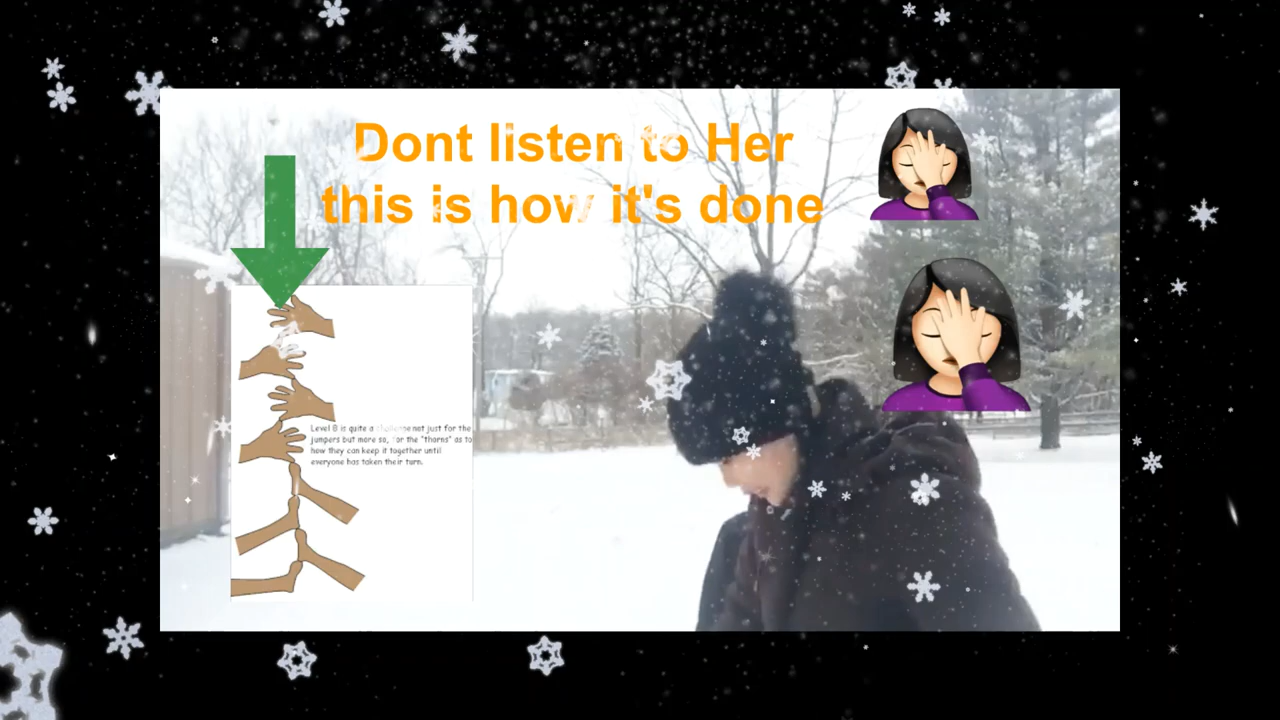 Dont listen to Her
this is how it's done
Level 8 is quite a challenge not just for the
jumpers but more so, for the "thorns" as to
how they can keep it together until
everyone has taken their turn.